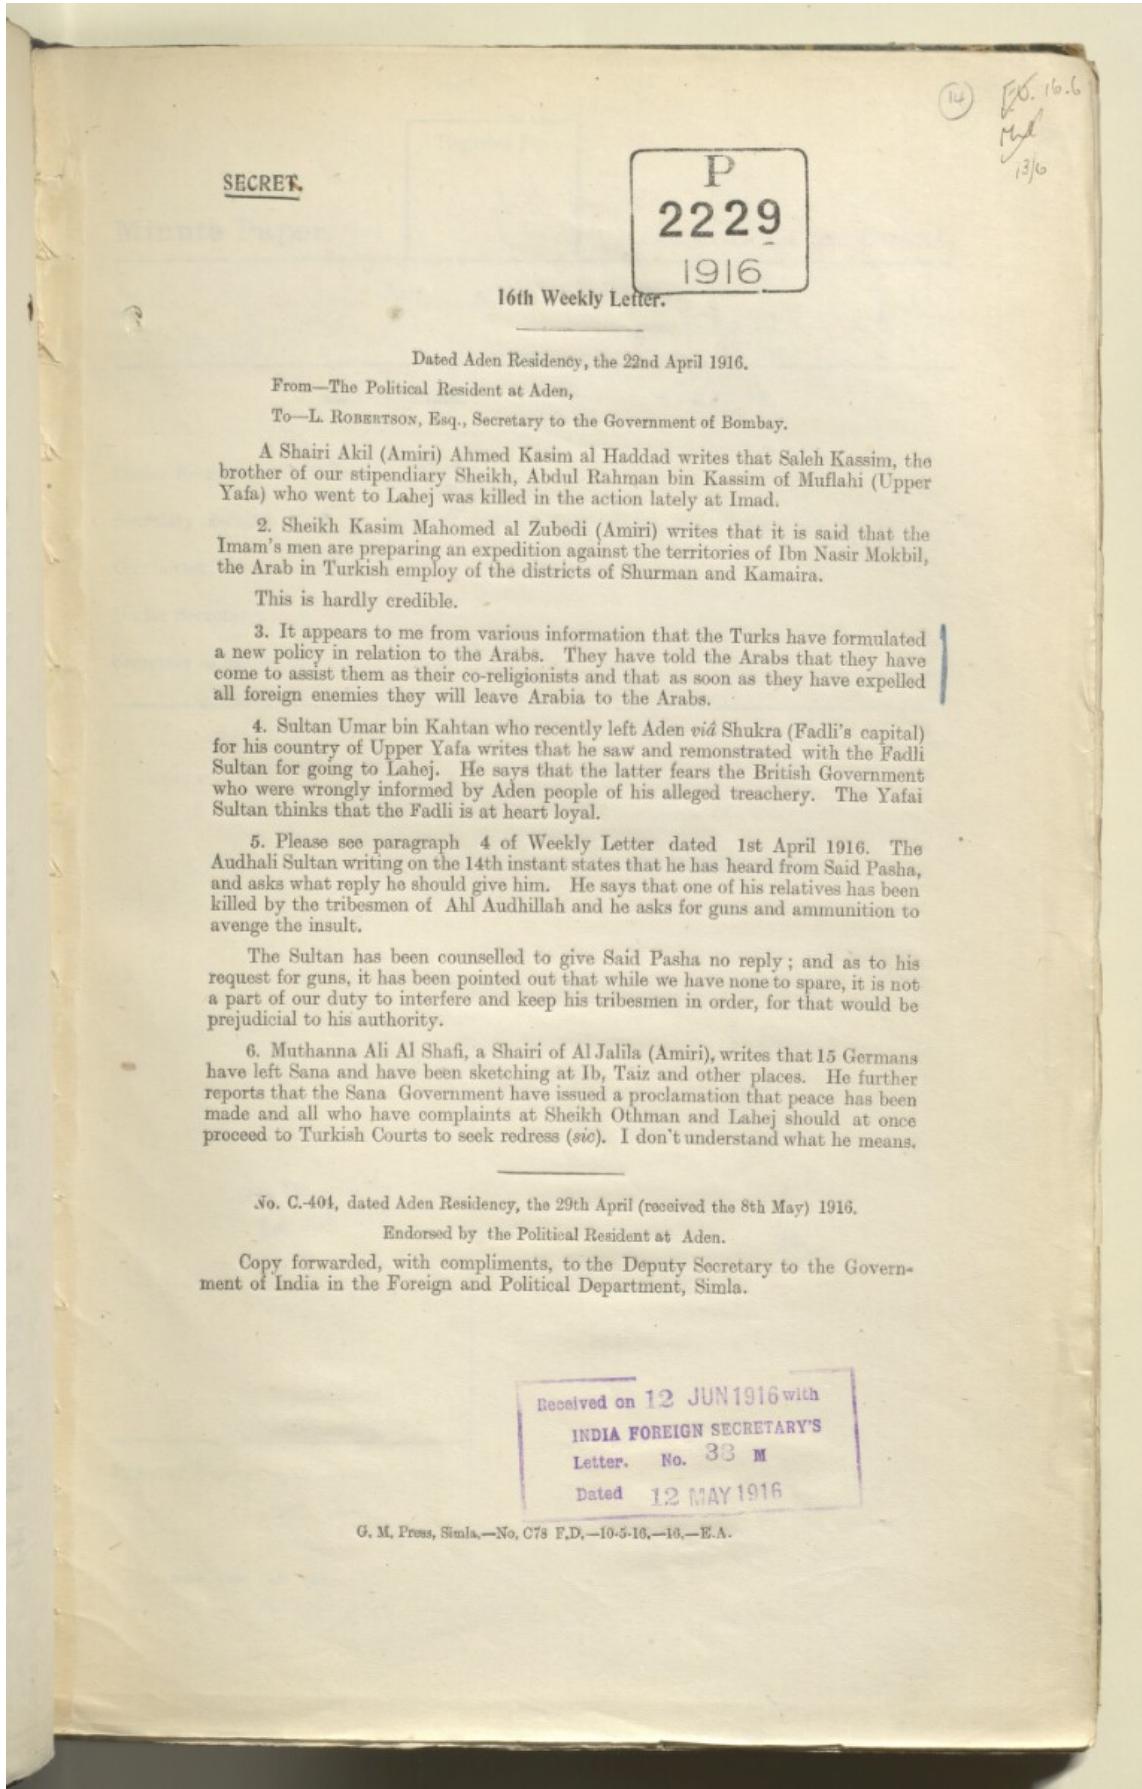 14
16.6
13/6
SECRET.
P
2229
1916
16th Weekly Letter.
Dated Aden Residency, the 22nd April 1916.
From—The Political Resident at Aden,
To—L. ROBERTSON, Esq., Secretary to the Government of Bombay.
A Shairi Akil (Amiri) Ahmed Kasim al Haddad writes that Saleh Kassim, the
brother of our stipendiary Sheikh, Abdul Rahman bin Kassim of Muflahi (Upper
Yafa) who went to Lahej was killed in the action lately at Imad.
2. Sheikh Kasim Mahomed al Zubedi (Amiri) writes that it is said that the
Imam's men are preparing an expedition against the territories of Ibn Nasir Mokbil,
the Arab in Turkish employ of the districts of Shurman and Kamaira.
This is hardly credible.
3. It appears to me from various information that the Turks have formulated
a new policy in relation to the Arabs. They have told the Arabs that they have
come to assist them as their co-religionists and that as soon as they have expelled
all foreign enemies they will leave Arabia to the Arabs.
4. Sultan Umar bin Kahtan who recently left Aden viâ Shukra (Fadli's capital)
for his country of Upper Yafa writes that he saw and remonstrated with the Fadli
Sultan for going to Lahej. He says that the latter fears the British Government
who were wrongly informed by Aden people of his alleged treachery. The Yafai
Sultan thinks that the Fadli is at heart loyal.
5. Please see paragraph 4 of Weekly Letter dated 1st April 1916. The
Audhali Sultan writing on the 14th instant states that he has heard from Said Pasha,
and asks what reply he should give him. He says that one of his relatives has been
killed by the tribesmen of Ahl Audhillah and he asks for guns and ammunition to
avenge the insult.
The Sultan has been counselled to give Said Pasha no reply; and as to his
request for guns, it has been pointed out that while we have none to spare, it is not
a part of our duty to interfere and keep his tribesmen in order, for that would be
prejudicial to his authority.
6. Muthanna Ali Al Shafi, a Shairi of Al Jalila (Amiri), writes that 15 Germans
have left Sana and have been sketching at Ib, Taiz and other places. He further
reports that the Sana Government have issued a proclamation that peace has been
made and all who have complaints at Sheikh Othman and Lahej should at once
proceed to Turkish Courts to seek redress (sic). I don't understand what he means.
No. C.-404, dated Aden Residency, the 29th April (received the 8th May) 1916.
Endorsed by the Political Resident at Aden.
Copy forwarded, with compliments, to the Deputy Secretary to the Govern-
ment of India in the Foreign and Political Department, Simla.
Received on 12 JUN 1916 with
INDIA FOREIGN SECRETARY'S
Letter. No. 38 M
Dated 12 MAY 1916
G. M. Press, Simla.—No. C78 F.D.—10-5-16.—16.—E.A.